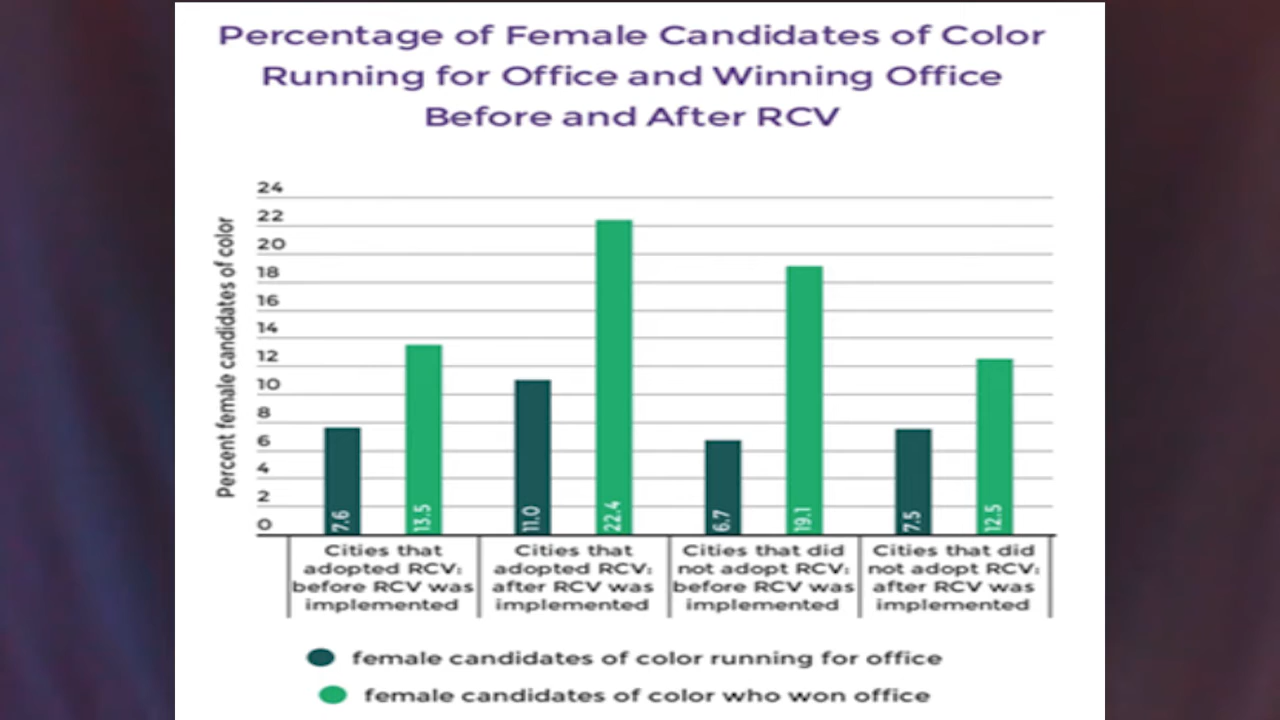 Percentage of Female Candidates of Color
Running for Office and Winning Office
Before and After RCV
Percent female candidates of color
24
22
20
18
16
14
12
10
8
6
4
2
0
7.6
13.5
11.0
22.4
6.7
19.1
7.5
12.5
Cities that
adopted RCV:
before RCV was
implemented
Cities that
adopted RCV:
after RCV was
implemented
Cities that did
not adopt RCV:
before RCV was
implemented
Cities that did
not adopt RCV:
after RCV was
implemented
female candidates of color running for office
female candidates of color who won office